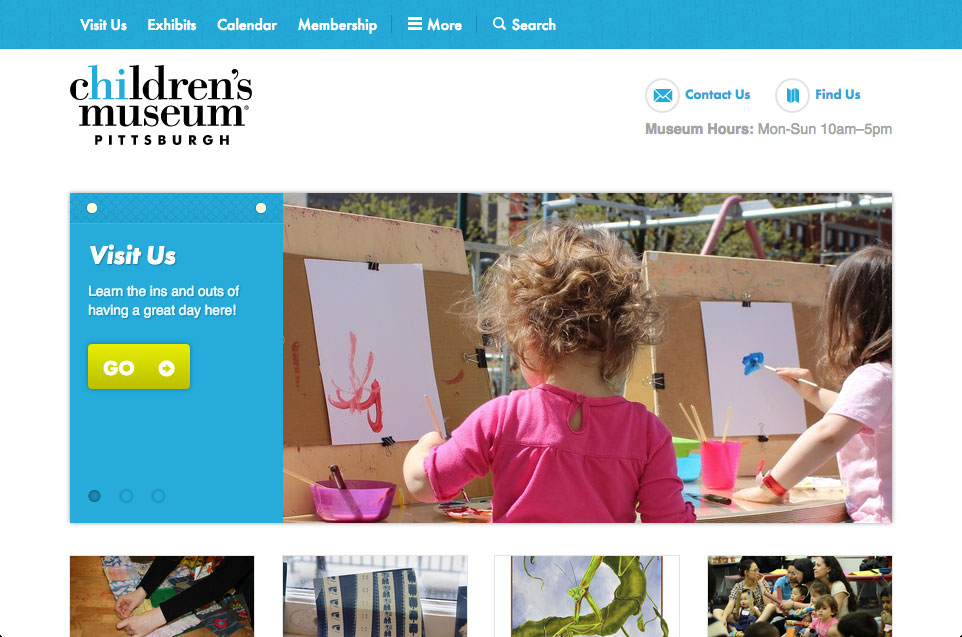 Visit Us Exhibits Calendar Membership More Search
children's
museum®
PITTSBURGH
Contact Us Find Us
Museum Hours: Mon-Sun 10am–5pm
Visit Us
Learn the ins and outs of
having a great day here!
GO